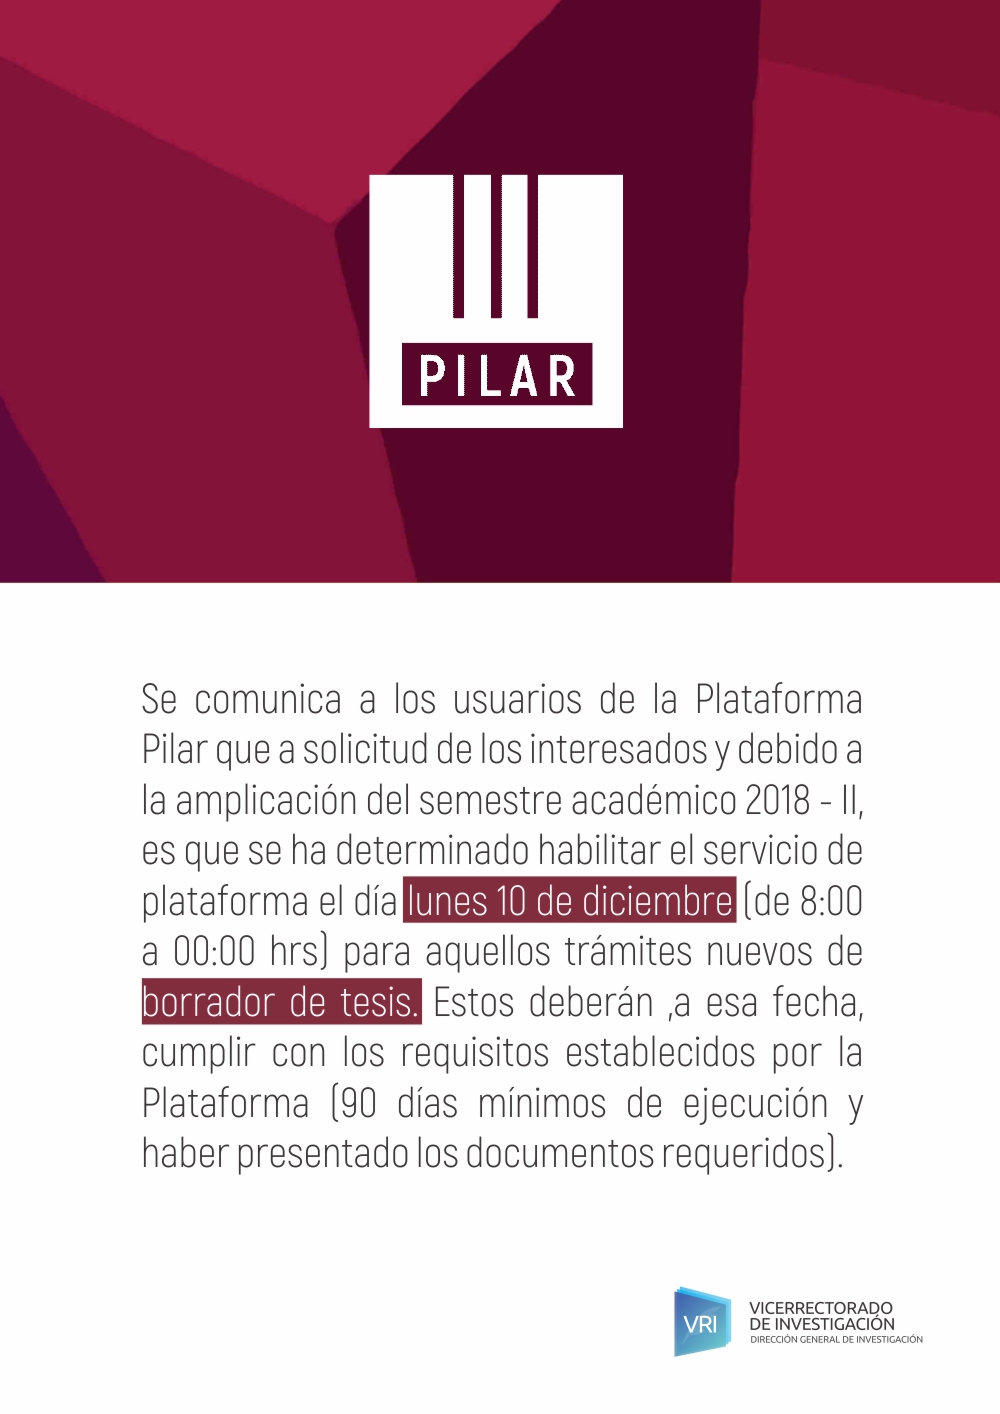 PILAR
Se comunica a los usuarios de la Plataforma
Pilar que a solicitud de los interesados y debido a
la amplicación del semestre académico 2018 - II,
es que se ha determinado habilitar el servicio de
plataforma el día lunes 10 de diciembre (de 8:00
a 00:00 hrs) para aquellos trámites nuevos de
borrador de tesis. Estos deberán ,a esa fecha,
cumplir con los requisitos establecidos por la
Plataforma (90 días mínimos de ejecución y
haber presentado los documentos requeridos).
VRI
VICERRECTORADO
DE INVESTIGACIÓN
DIRECCIÓN GENERAL DE INVESTIGACIÓN